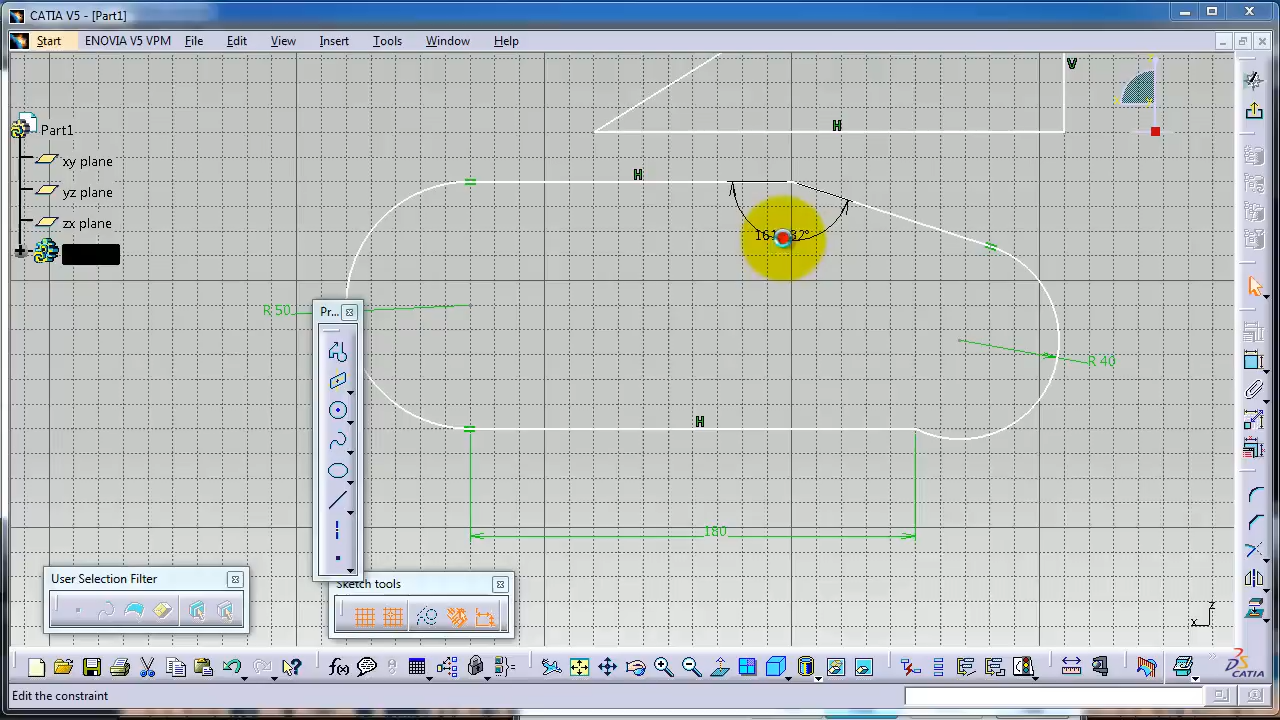 CATIA V5 - [Part1]
Start ENOVIA V5 VPM File Edit View Insert Tools Window Help
V
H
Part1
xy plane
yz plane
zx plane
H
R 50
Pr...
R 40
H
180
User Selection Filter
Sketch tools
f(x)
z
x
DS
CATIA
Edit the constraint